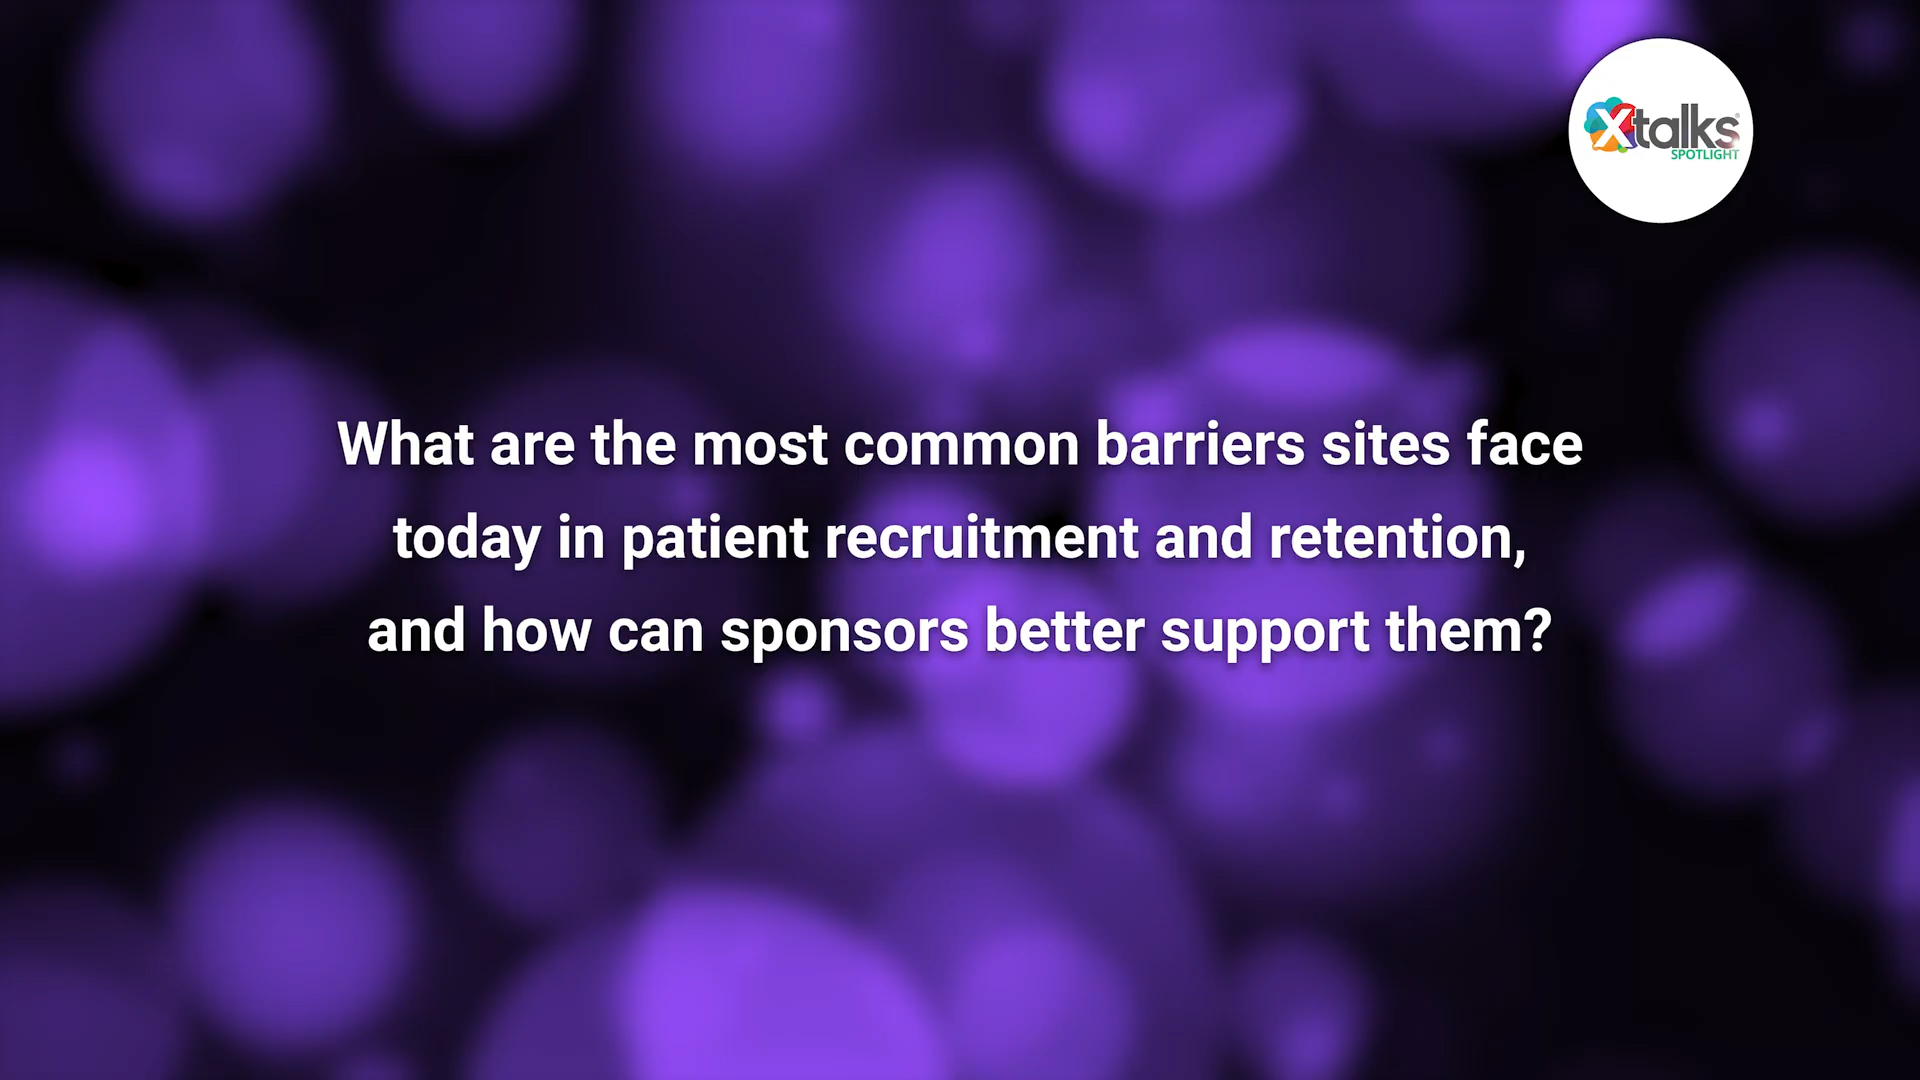 Xtalks
SPOTLIGHT
What are the most common barriers sites face
today in patient recruitment and retention,
and how can sponsors better support them?